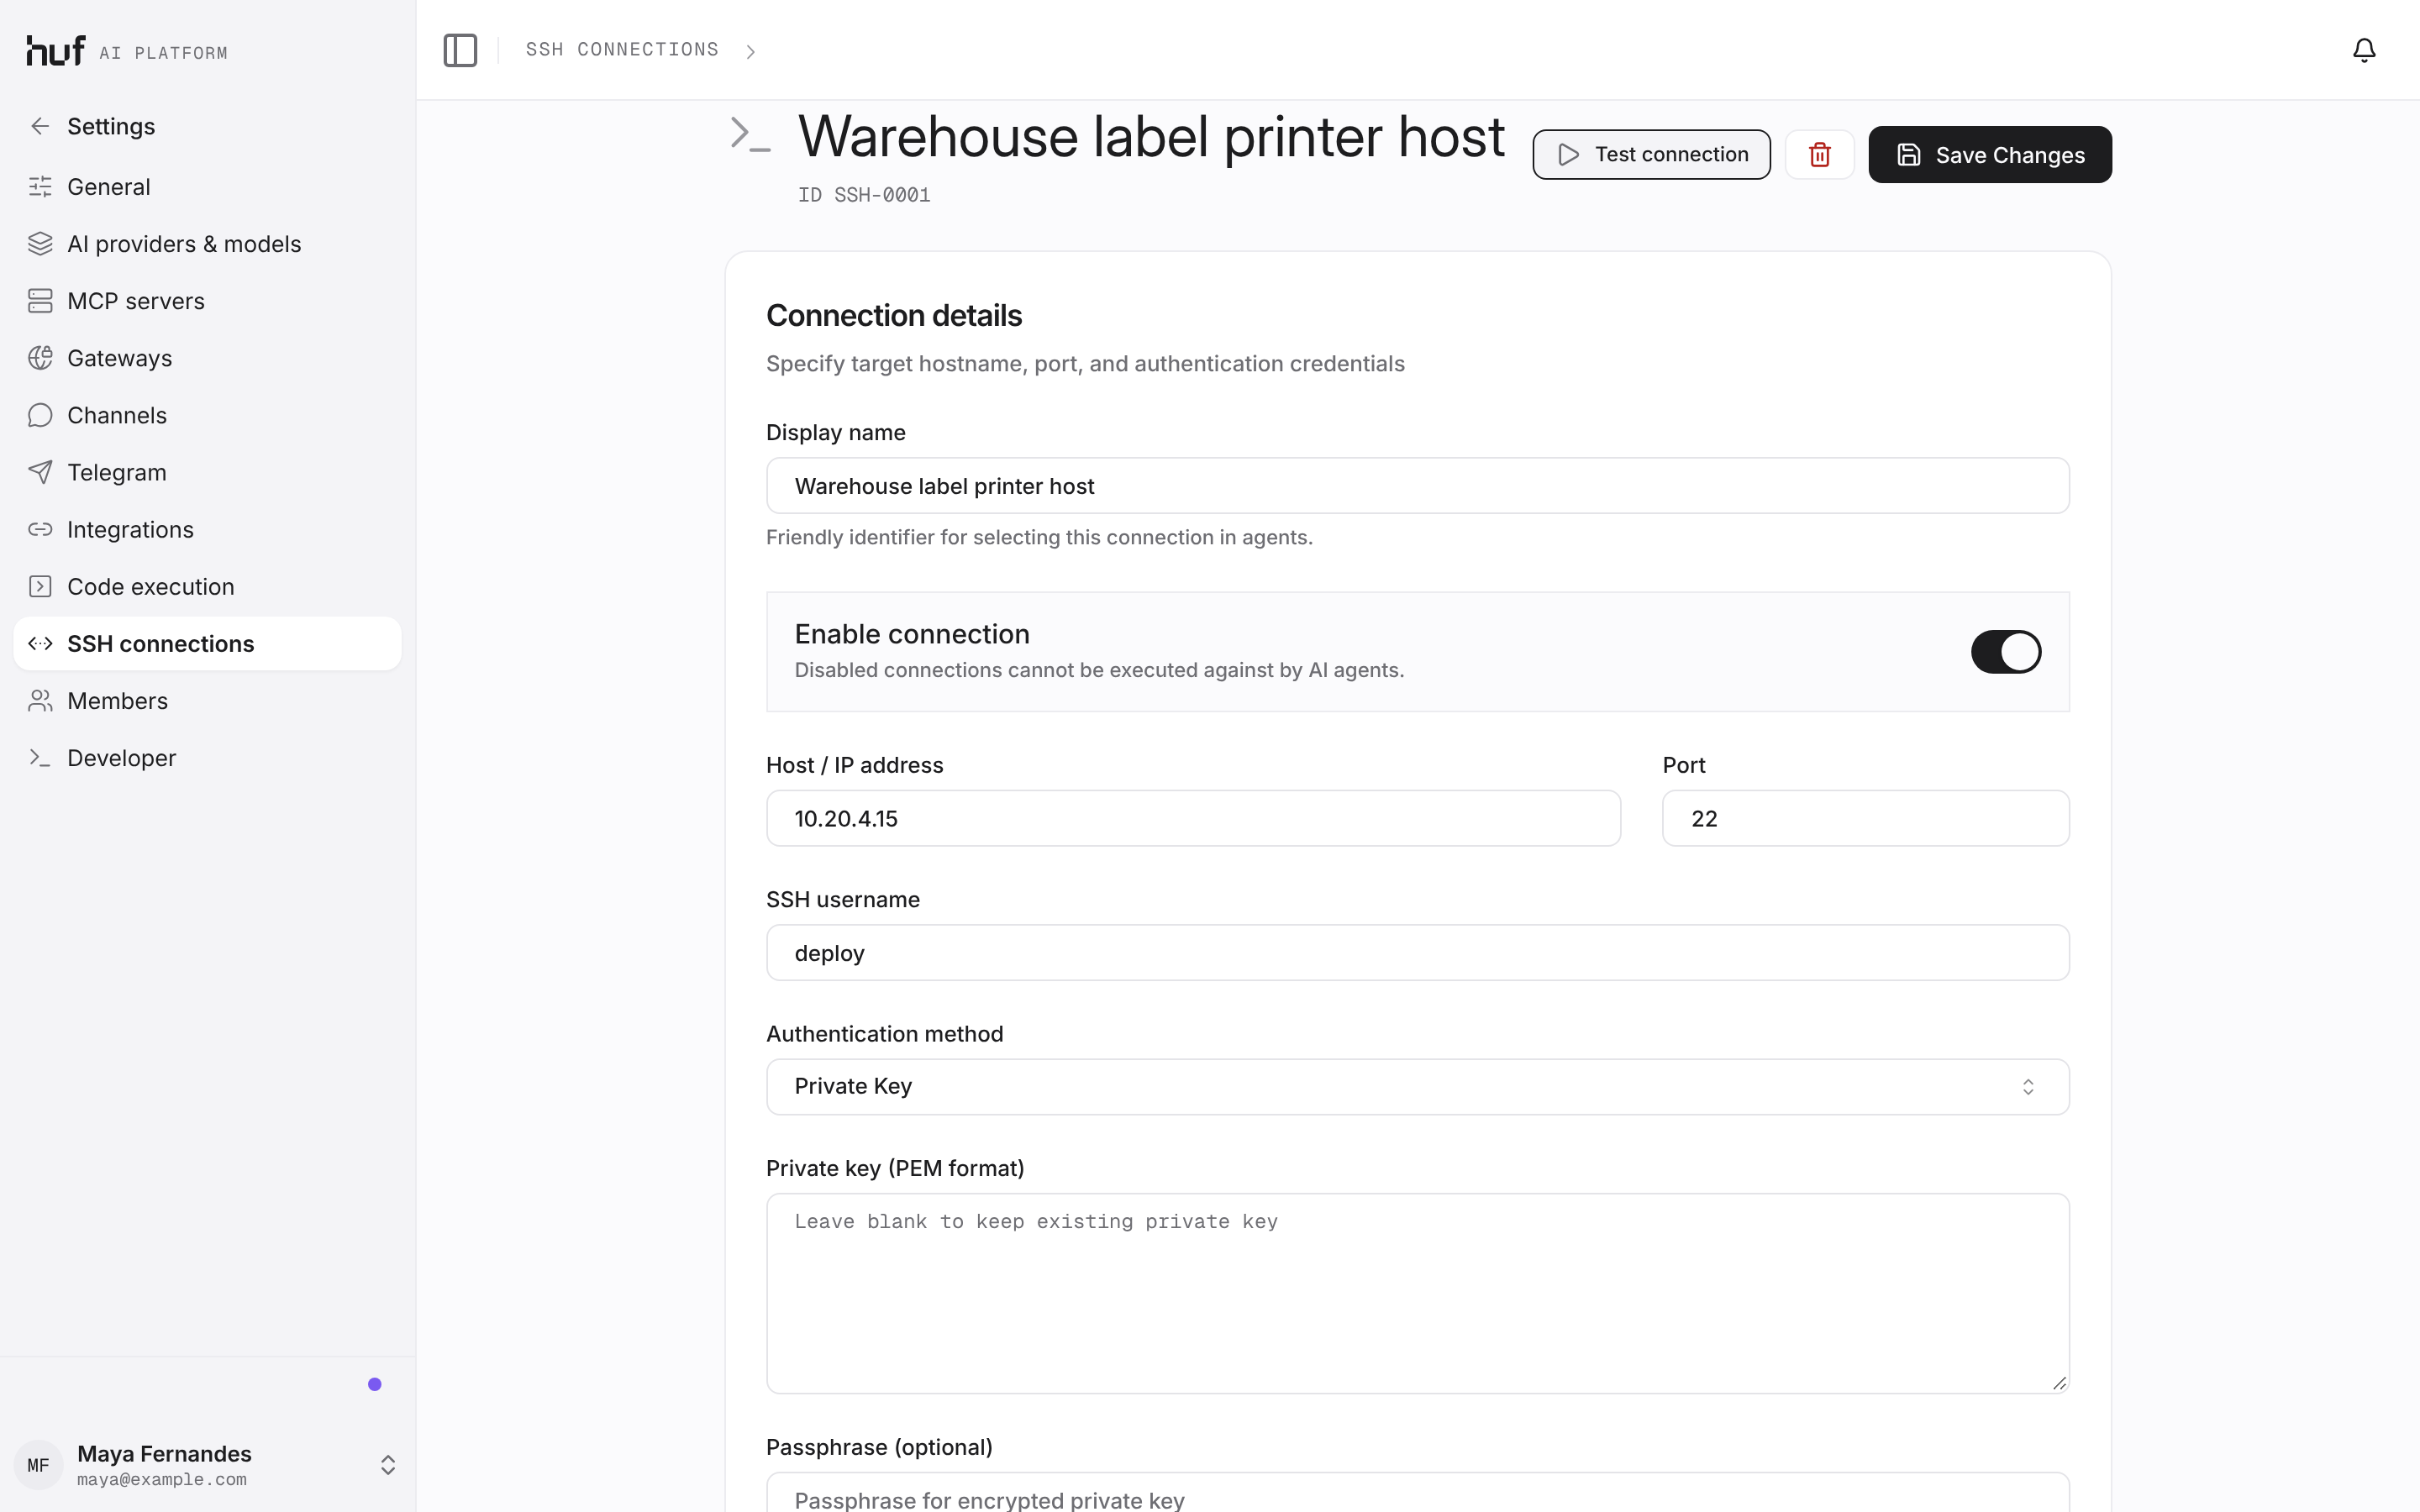 huf AI PLATFORM
Settings
General
AI providers & models
MCP servers
Gateways
Channels
Telegram
Integrations
Code execution
SSH connections
Members
Developer
MF
Maya Fernandes
maya@example.com
SSH CONNECTIONS
Warehouse label printer host
ID SSH-0001
Test connection
Save Changes
Connection details
Specify target hostname, port, and authentication credentials
Display name
Warehouse label printer host
Friendly identifier for selecting this connection in agents.
Enable connection
Disabled connections cannot be executed against by AI agents.
Host / IP address
10.20.4.15
Port
22
SSH username
deploy
Authentication method
Private Key
Private key (PEM format)
Leave blank to keep existing private key
Passphrase (optional)
Passphrase for encrypted private key